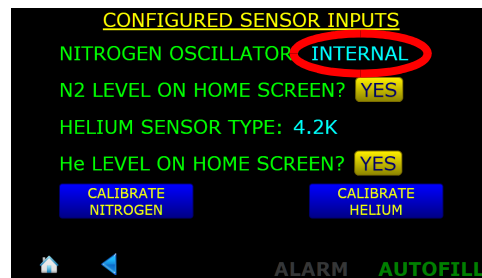 CONFIGURED SENSOR INPUTS
NITROGEN OSCILLATOR INTERNAL
N2 LEVEL ON HOME SCREEN? YES
HELIUM SENSOR TYPE: 4.2K
He LEVEL ON HOME SCREEN? YES
CALIBRATE
NITROGEN
CALIBRATE
HELIUM
ALARM AUTOFILL